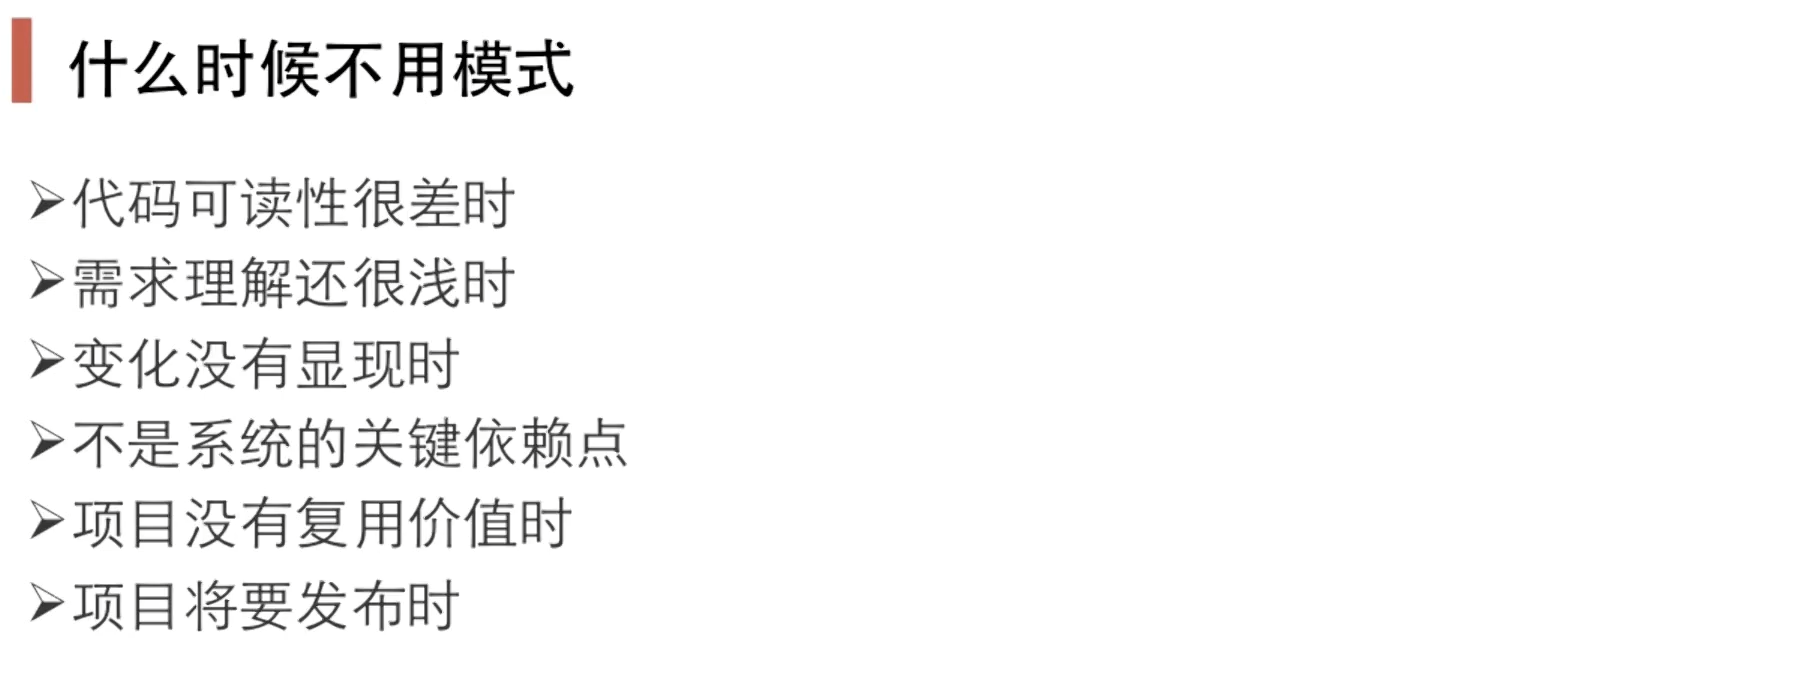 什么时候不用模式
➢代码可读性很差时
➢需求理解还很浅时
➢变化没有显现时
➢不是系统的关键依赖点
➢项目没有复用价值时
➢项目将要发布时